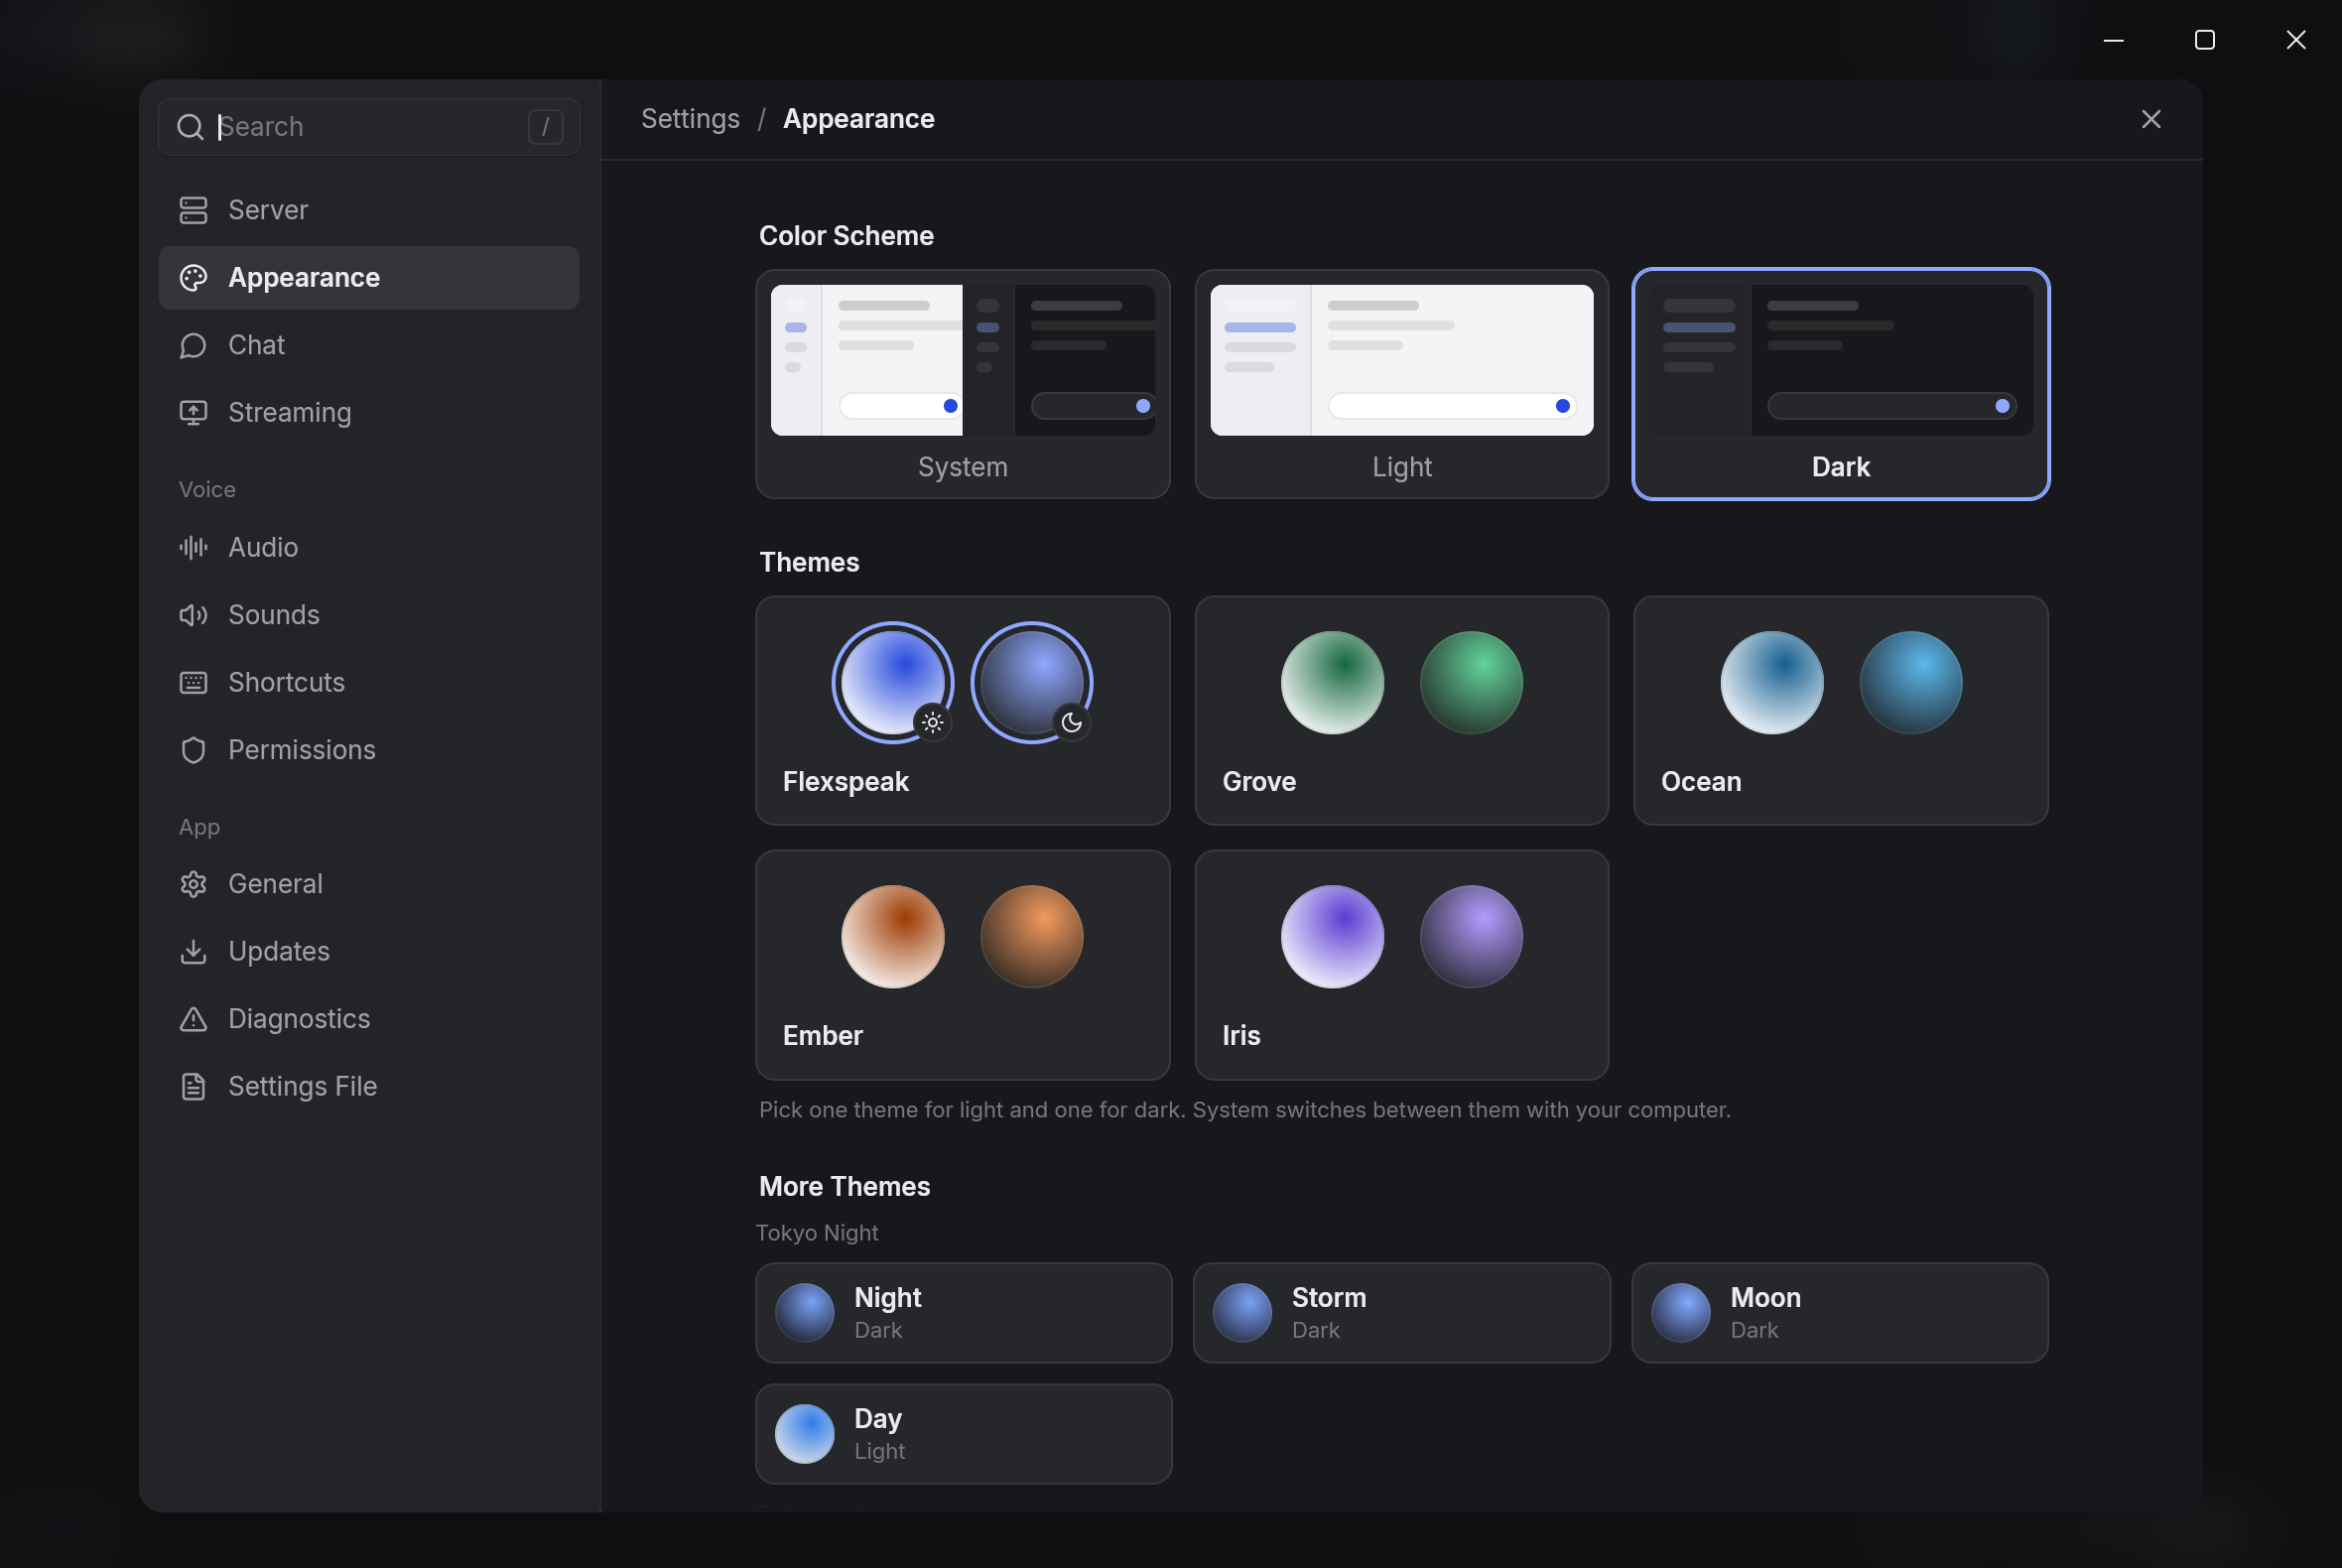 Search /
Server
Appearance
Chat
Streaming
Voice
Audio
Sounds
Shortcuts
Permissions
App
General
Updates
Diagnostics
Settings File
Settings / Appearance
Color Scheme
System
Light
Dark
Themes
Flexspeak
Grove
Ocean
Ember
Iris
Pick one theme for light and one for dark. System switches between them with your computer.
More Themes
Tokyo Night
Night
Dark
Storm
Dark
Moon
Dark
Day
Light